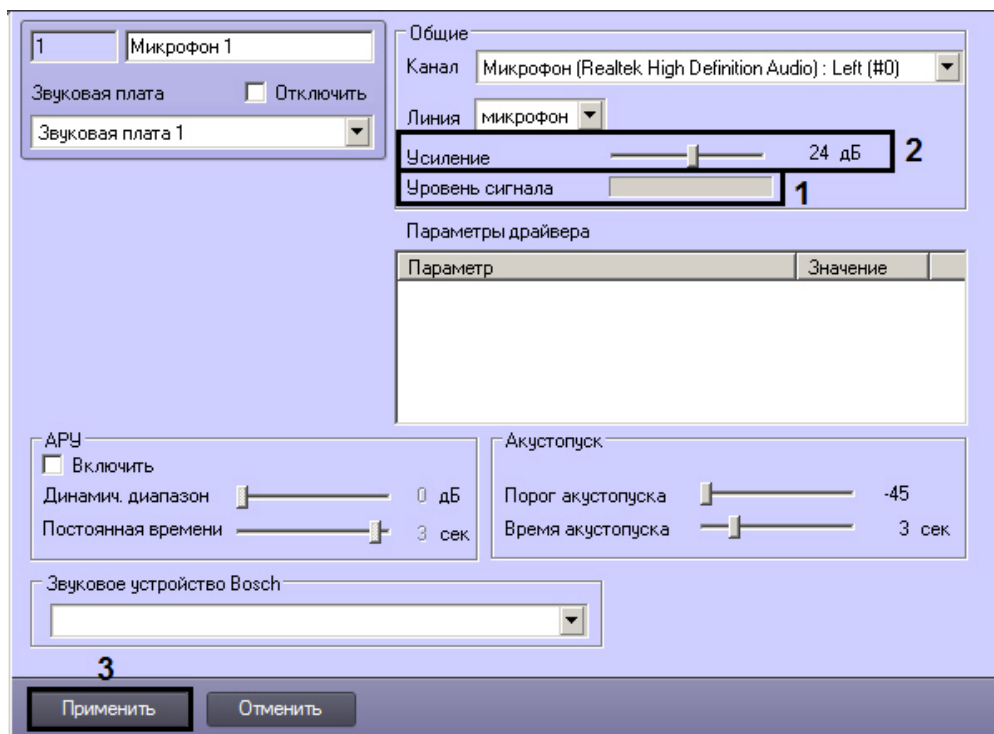 1
Микрофон 1
Звуковая плата
Отключить
Звуковая плата 1
Общие
Канал
Микрофон (Realtek High Definition Audio) : Left (#0)
Линия
микрофон
Усиление
24 дБ
2
Уровень сигнала
1
Параметры драйвера
Параметр
Значение
АРУ
Включить
Динамич. диапазон
0 дБ
Постоянная времени
3 сек
Акустопуск
Порог акустопуска
-45
Время акустопуска
3 сек
Звуковое устройство Bosch
3
Применить
Отменить